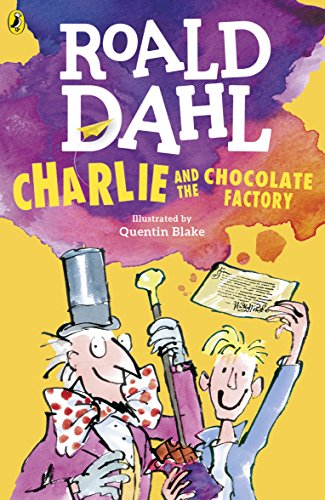 ROALD
DAHL
CHARLIE AND THE CHOCOLATE FACTORY
Illustrated by
Quentin Blake